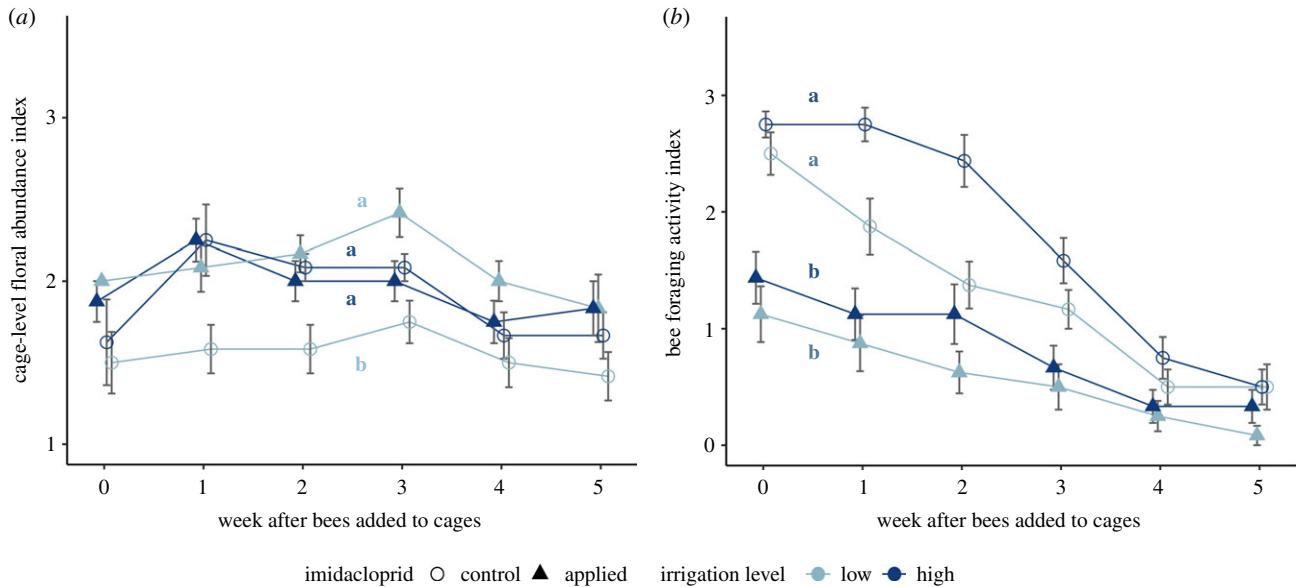 (a)
cage-level floral abundance index
3
2
1
a
a
a
b
0 1 2 3 4 5
week after bees added to cages
(b)
bee foraging activity index
3
2
1
0
a
a
b
b
0 1 2 3 4 5
week after bees added to cages
imidacloprid control applied irrigation level low high